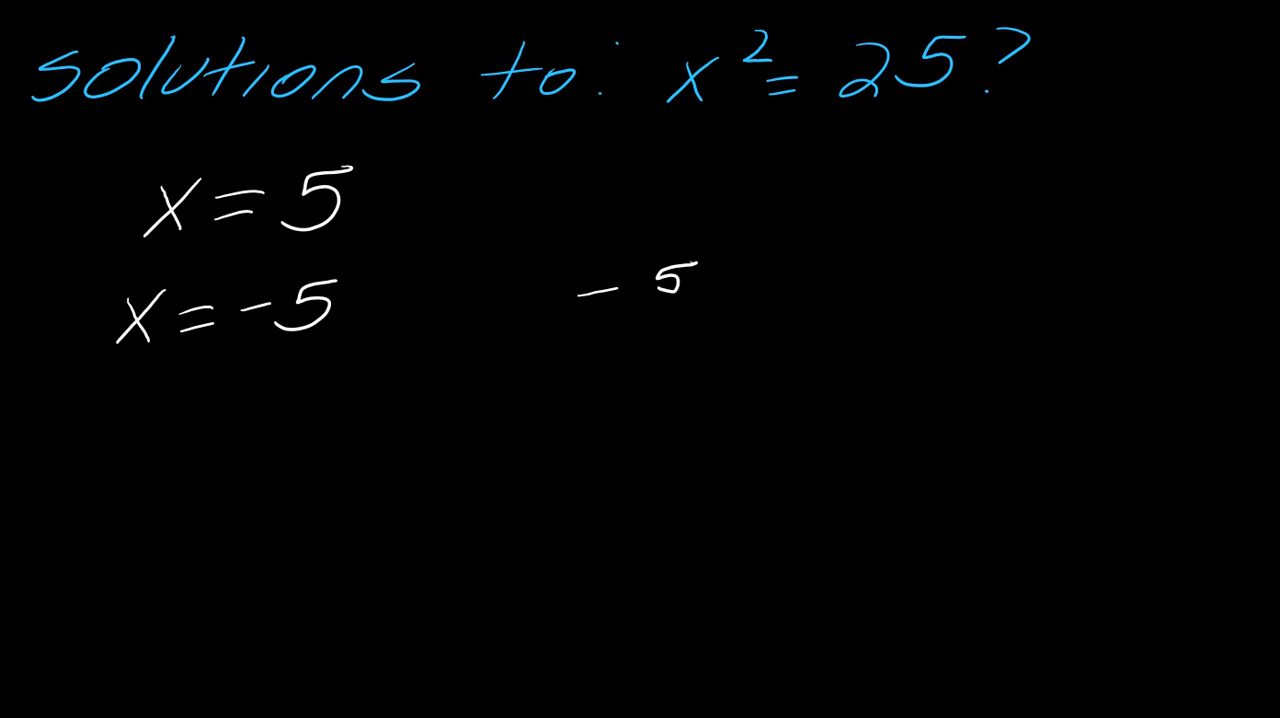 solutions to: x² = 25?
x = 5
x = -5 - 5